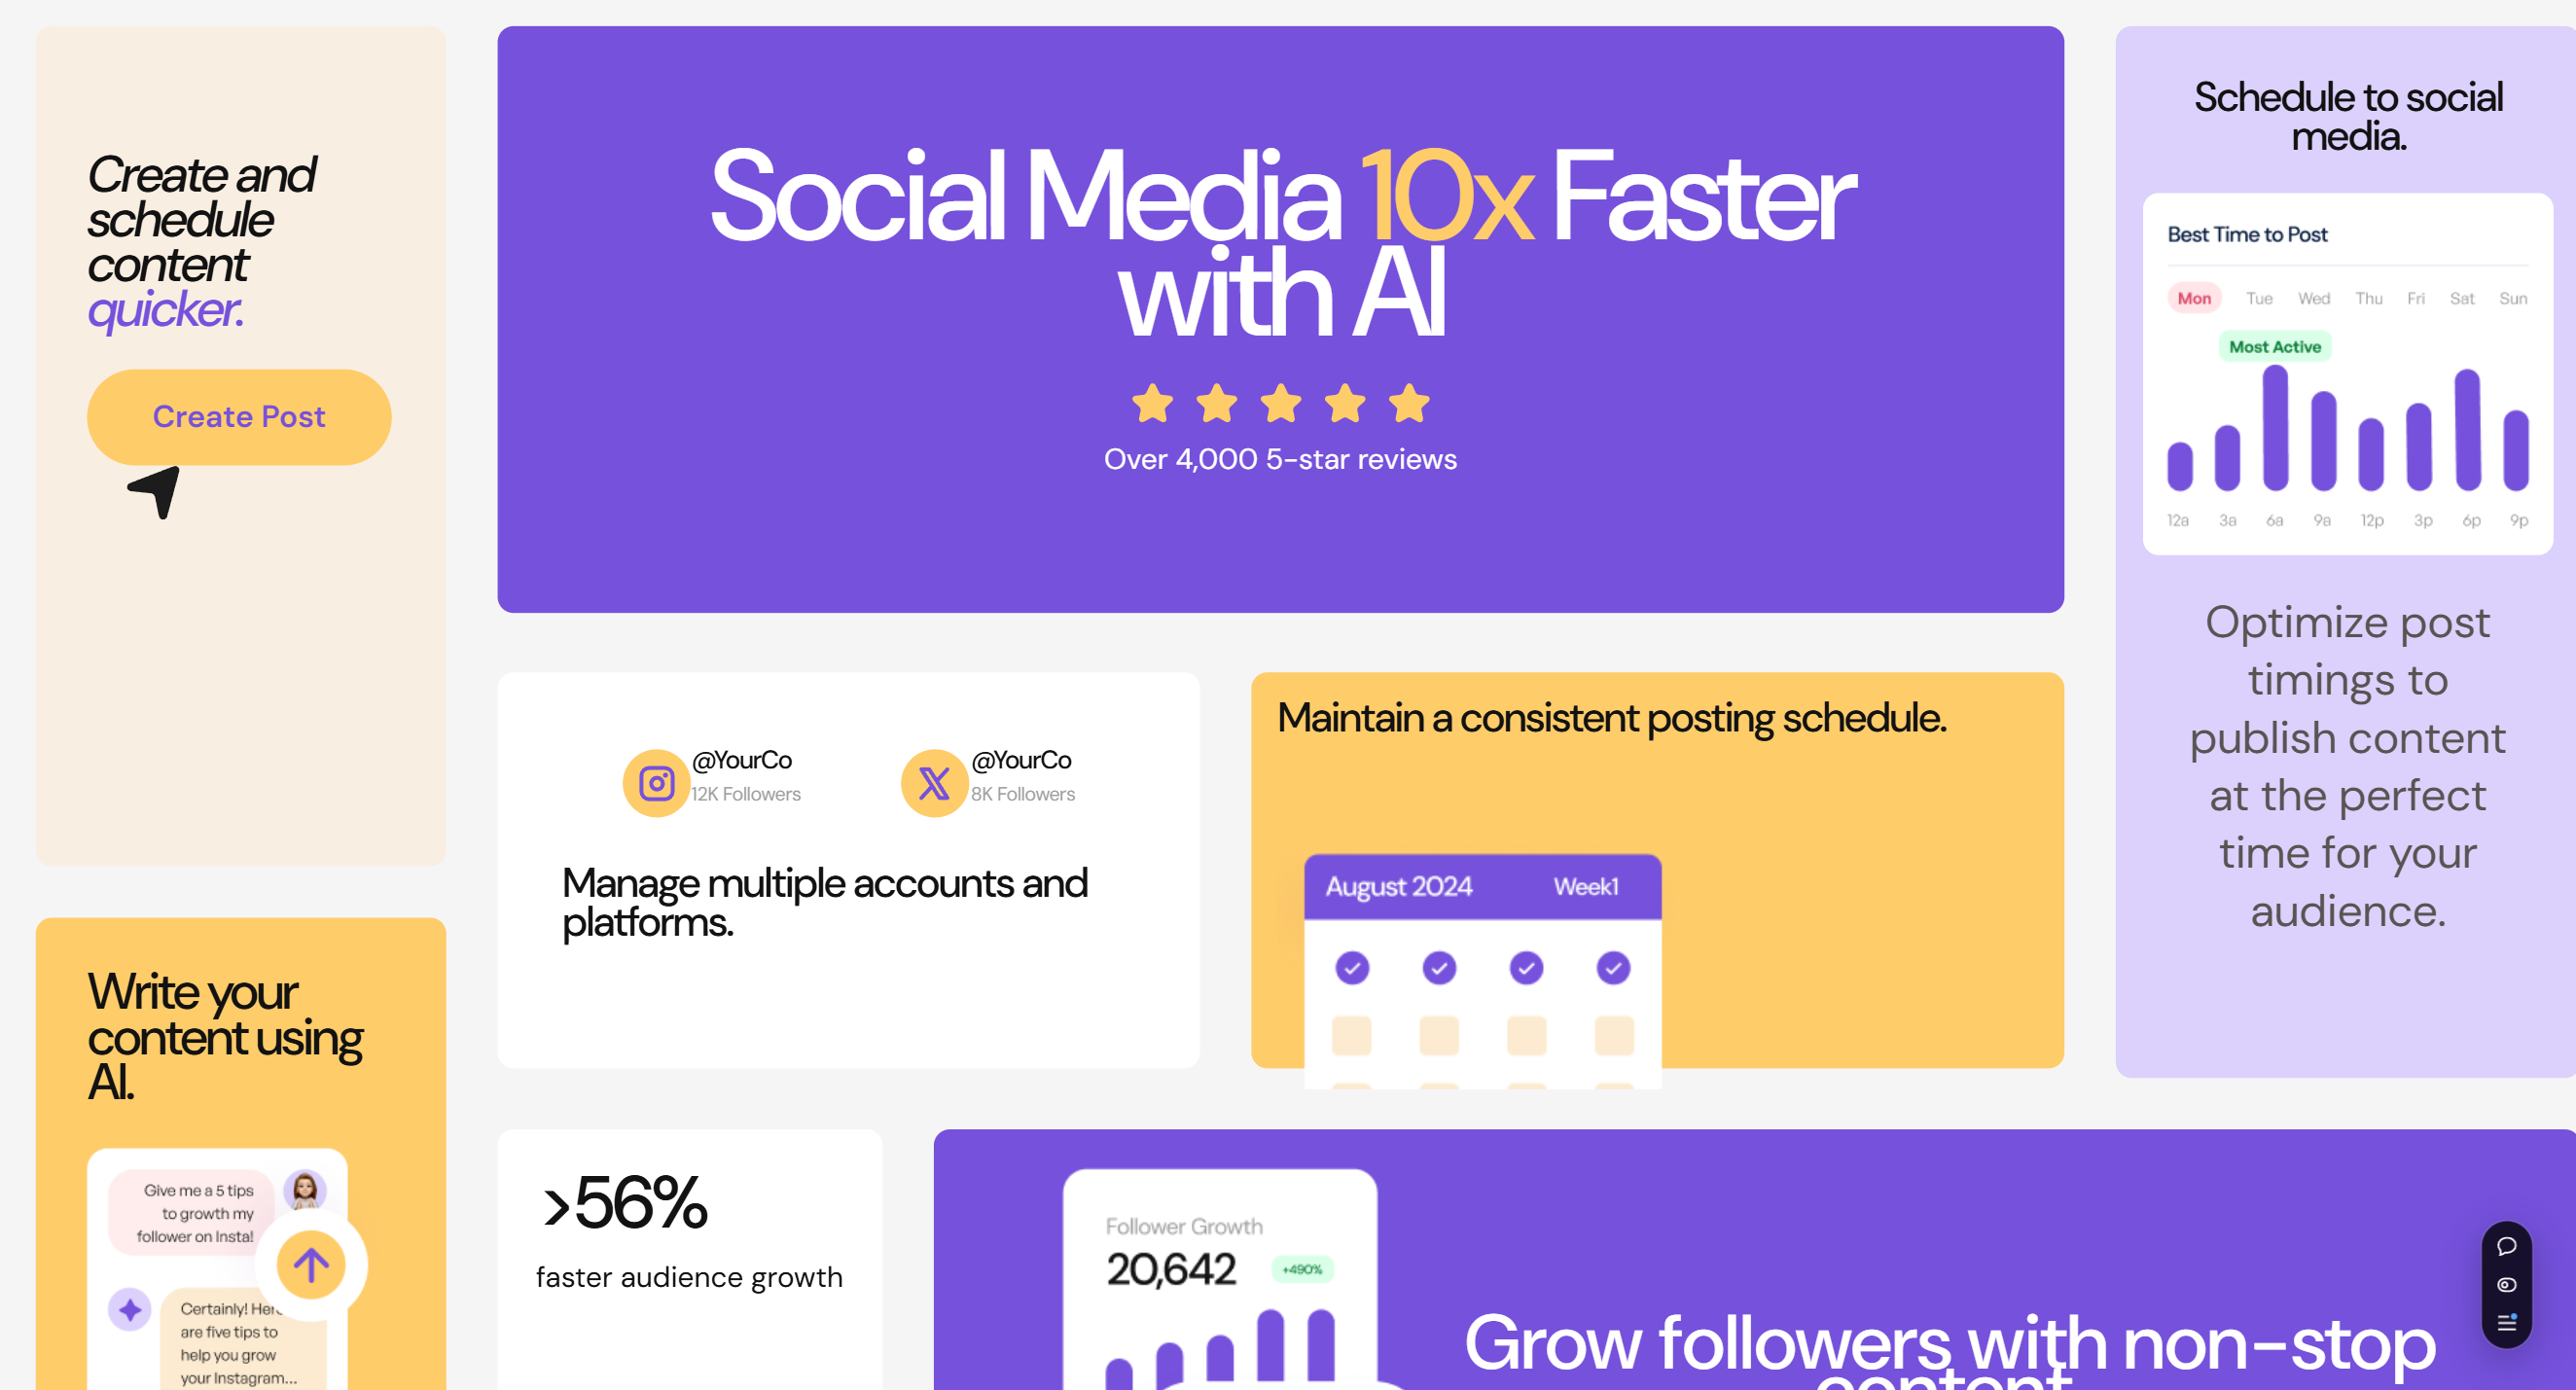 Create and
schedule
content
quicker.
Create Post
Write your
content using
AI.
Give me a 5 tips
to growth my
follower on Insta!
Certainly!
are five tips to
help you grow
your Instagram...
Social Media 10x Faster
with AI
Over 4,000 5-star reviews
@YourCo
12K Followers
@YourCo
8K Followers
Manage multiple accounts and
platforms.
Maintain a consistent posting schedule.
August 2024 Week1
>56%
faster audience growth
Follower Growth
20,642 +490%
Grow followers with non-stop
content
Schedule to social
media.
Best Time to Post
Mon Tue Wed Thu Fri Sat Sun
Most Active
12a 3a 6a 9a 12p 3p 6p 9p
Optimize post
timings to
publish content
at the perfect
time for your
audience.